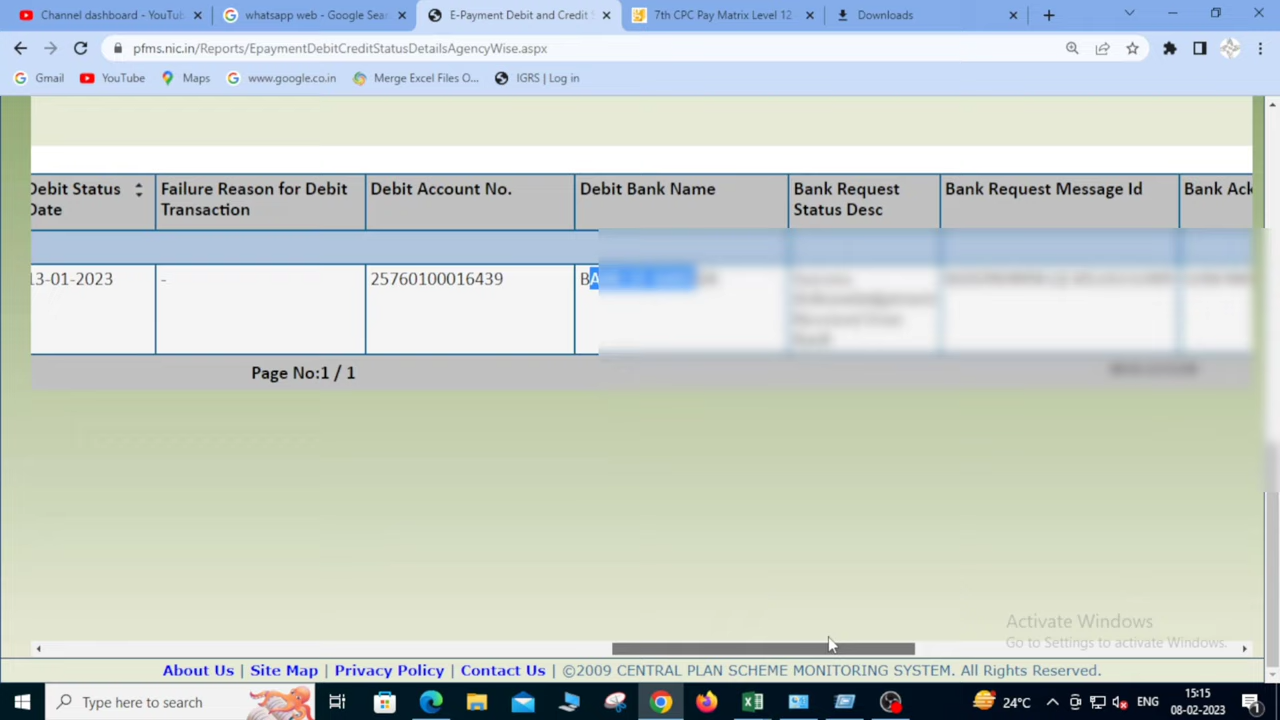 Channel dashboard - YouTu
whatsapp web - Google Sea
E-Payment Debit and Credit S
7th CPC Pay Matrix Level 12
Downloads
pfms.nic.in/Reports/EpaymentDebitCreditStatusDetailsAgencyWise.aspx
Gmail YouTube Maps www.google.co.in Merge Excel Files O... IGRS | Log in
Debit Status Date
Failure Reason for Debit Transaction
Debit Account No.
Debit Bank Name
Bank Request Status Desc
Bank Request Message Id
Bank Ack
13-01-2023 - 25760100016439
Page No:1 / 1
Activate Windows
Go to Settings to activate Windows.
About Us | Site Map | Privacy Policy | Contact Us | ©2009 CENTRAL PLAN SCHEME MONITORING SYSTEM. All Rights Reserved.
Type here to search
24°C
ENG
15:15
08-02-2023
1